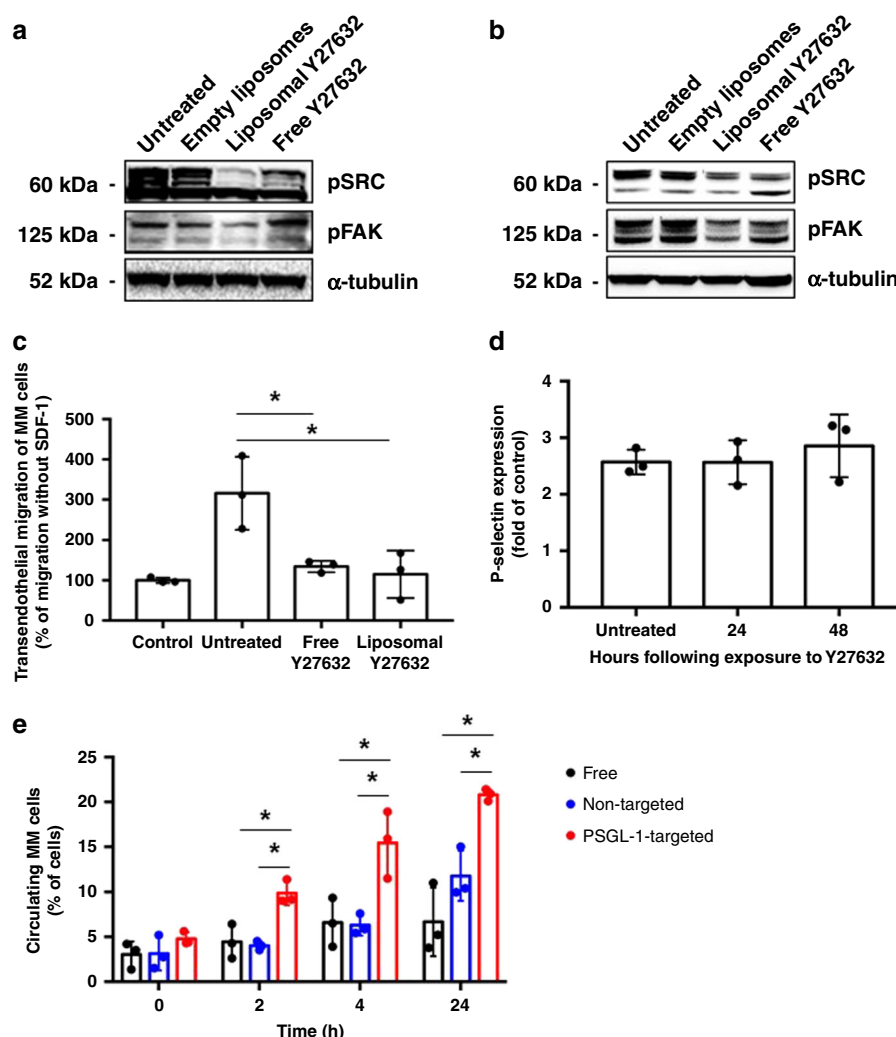 a
Untreated
Empty liposomes
Liposomal Y27632
Free Y27632
60 kDa -
pSRC
125 kDa -
pFAK
52 kDa -
α-tubulin
b
Untreated
Empty liposomes
Liposomal Y27632
Free Y27632
60 kDa -
pSRC
125 kDa -
pFAK
52 kDa -
α-tubulin
c
Transendothelial migration of MM cells
(% of migration without SDF-1)
500
400
300
200
100
0
*
*
Control
Untreated
Free
Y27632
Liposomal
Y27632
d
P-selectin expression
(fold of control)
4
3
2
1
0
Untreated
24
48
Hours following exposure to Y27632
e
Circulating MM cells
(% of cells)
25
20
15
10
5
0
*
*
*
*
*
*
0
2
4
24
Time (h)
Free
Non-targeted
PSGL-1-targeted